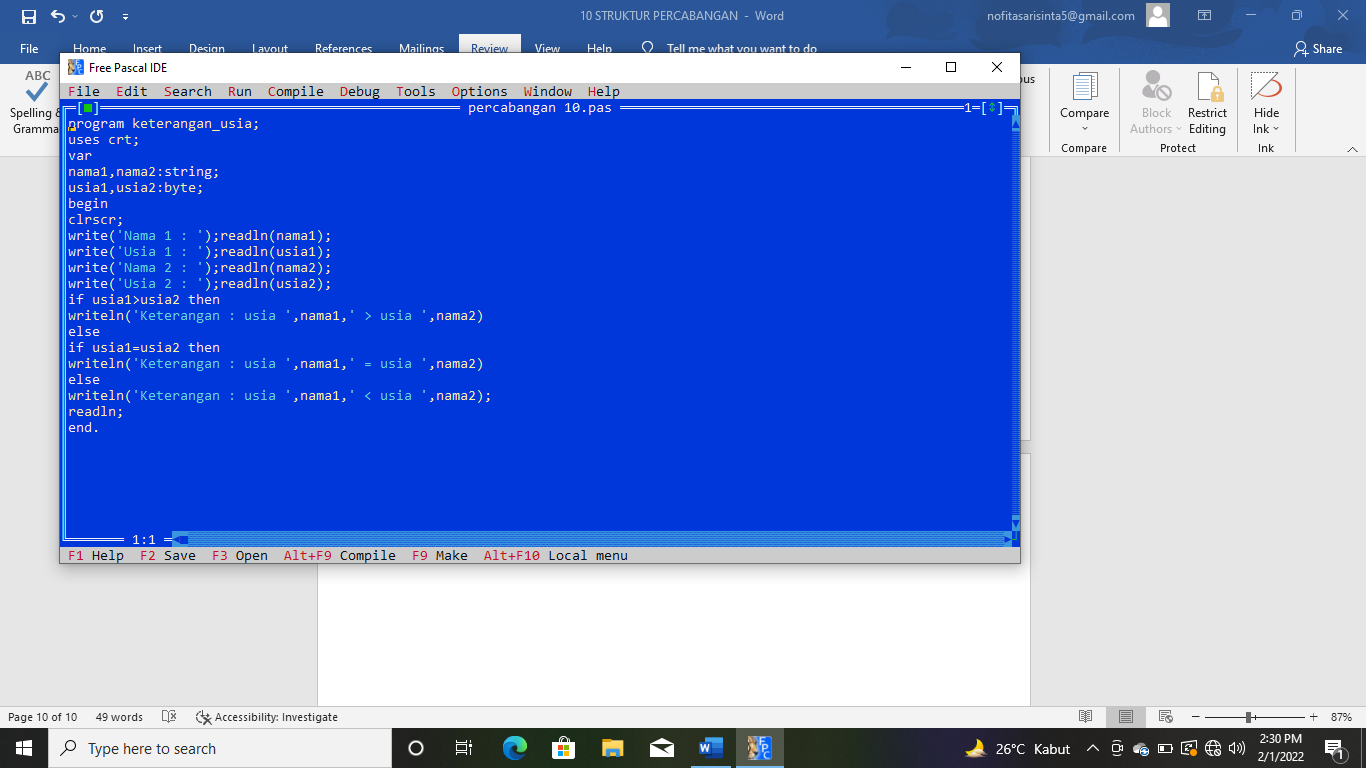 10 STRUKTUR PERCABANGAN - Word
nofitasarisinta5@gmail.com
File Home Insert Design Layout References Mailings Review View Help Tell me what you want to do
Share
Free Pascal IDE
ABC
Spelling &
Gramma
ous
Compare
Block
Authors
Restrict
Editing
Hide
Ink
Compare
Protect
Ink
File Edit Search Run Compile Debug Tools Options Window Help
percabangan 10.pas
1
program keterangan_usia;
uses crt;
var
nama1,nama2:string;
usia1,usia2:byte;
begin
clrscr;
write('Nama 1 : ');readln(nama1);
write('Usia 1 : ');readln(usia1);
write('Nama 2 : ');readln(nama2);
write('Usia 2 : ');readln(usia2);
if usia1>usia2 then
writeln('Keterangan : usia ',nama1,' > usia ',nama2)
else
if usia1=usia2 then
writeln('Keterangan : usia ',nama1,' = usia ',nama2)
else
writeln('Keterangan : usia ',nama1,' < usia ',nama2);
readln;
end.
1:1
F1 Help F2 Save F3 Open Alt+F9 Compile F9 Make Alt+F10 Local menu
Page 10 of 10 49 words Accessibility: Investigate
87%
Type here to search
26°C Kabut
2:30 PM
2/1/2022
1